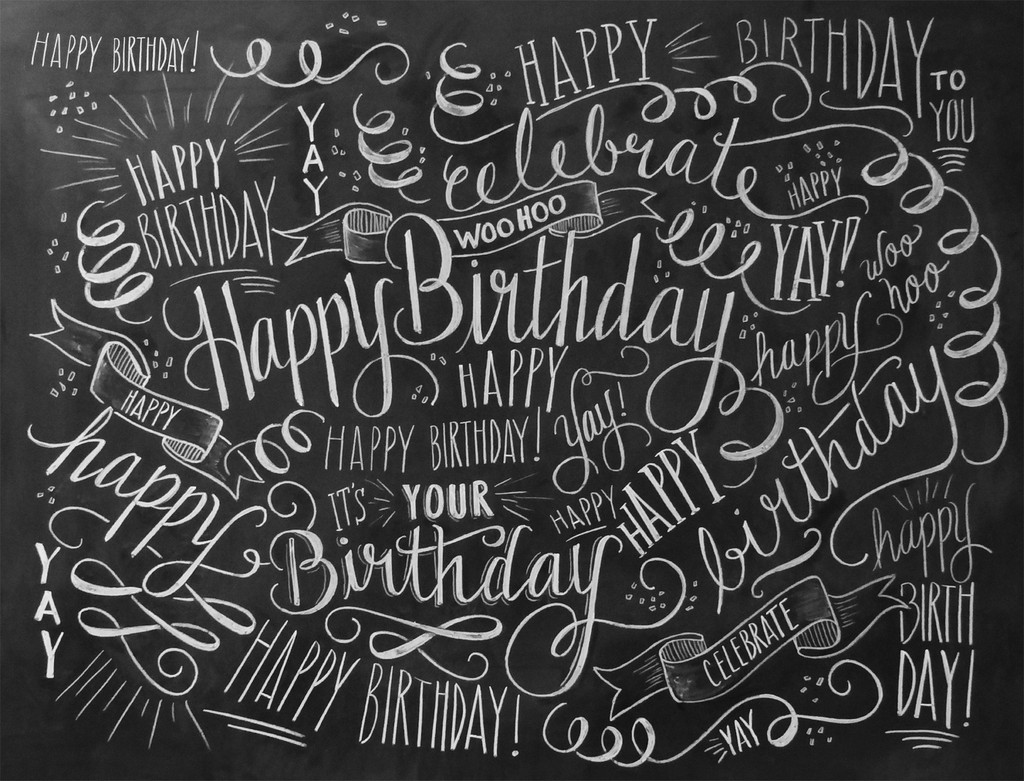 HAPPY BIRTHDAY!
HAPPY BIRTHDAY
TO
YOU
YAY
celebrate
HAPPY
BIRTHDAY
HAPPY
YAY!
WOO HOO
woo
hoo
Happy Birthday
happy
HAPPY
HAPPY
HAPPY BIRTHDAY!
Yay!
happy
birthday
IT'S YOUR
Birthday
HAPPY
HAPPY
happy
BIRTH
DAY!
YAY
CELEBRATE
HAPPY BIRTHDAY!
YAY